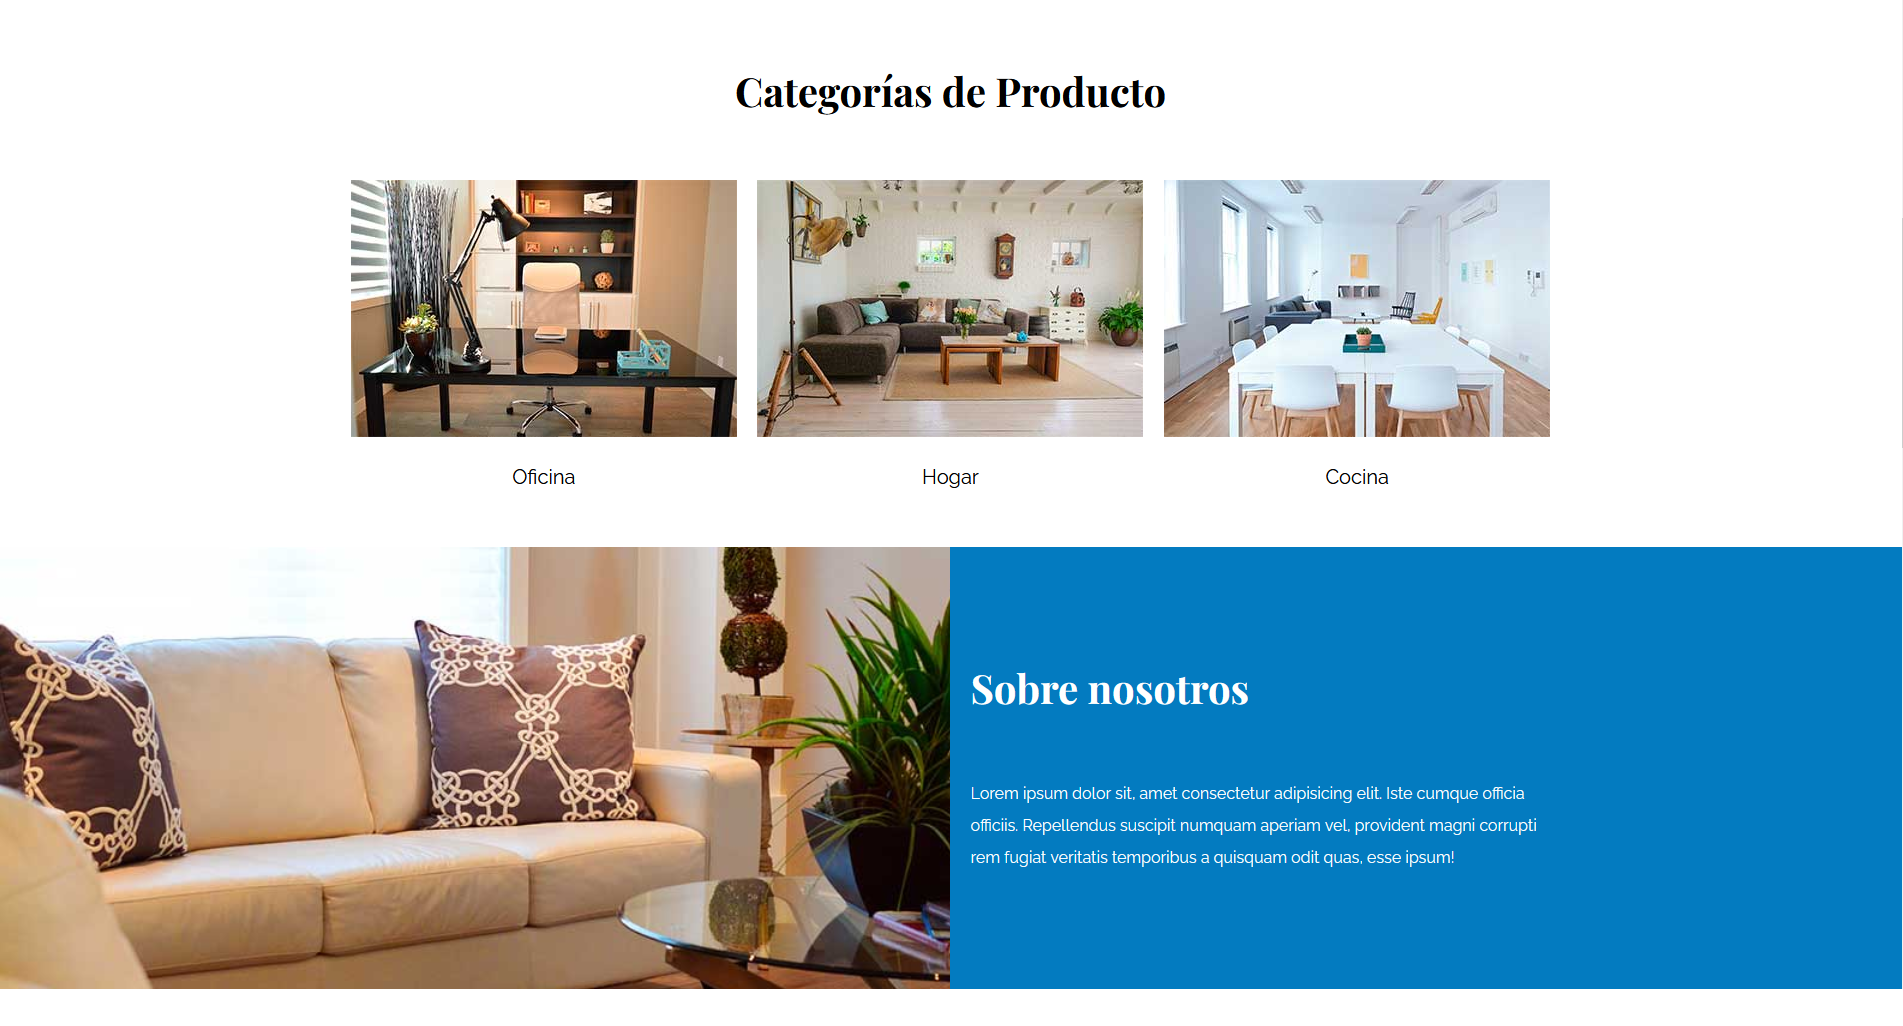 Categorías de Producto
Oficina
Hogar
Cocina
Sobre nosotros
Lorem ipsum dolor sit, amet consectetur adipisicing elit. Iste cumque officia
officiis. Repellendus suscipit numquam aperiam vel, provident magni corrupti
rem fugiat veritatis temporibus a quisquam odit quas, esse ipsum!